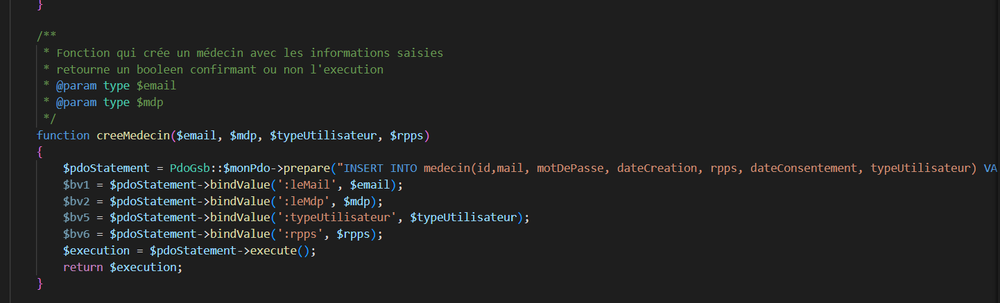 }
/**
* Fonction qui crée un médecin avec les informations saisies
* retourne un booleen confirmant ou non l'execution
* @param type $email
* @param type $mdp
*/
function creeMedecin($email, $mdp, $typeUtilisateur, $rpps)
{
$pdoStatement = PdoGsb::$monPdo->prepare("INSERT INTO medecin(id,mail, motDePasse, dateCreation, rpps, dateConsentement, typeUtilisateur) VA
$bv1 = $pdoStatement->bindValue(':leMail', $email);
$bv2 = $pdoStatement->bindValue(':leMdp', $mdp);
$bv5 = $pdoStatement->bindValue(':typeUtilisateur', $typeUtilisateur);
$bv6 = $pdoStatement->bindValue(':rpps', $rpps);
$execution = $pdoStatement->execute();
return $execution;
}